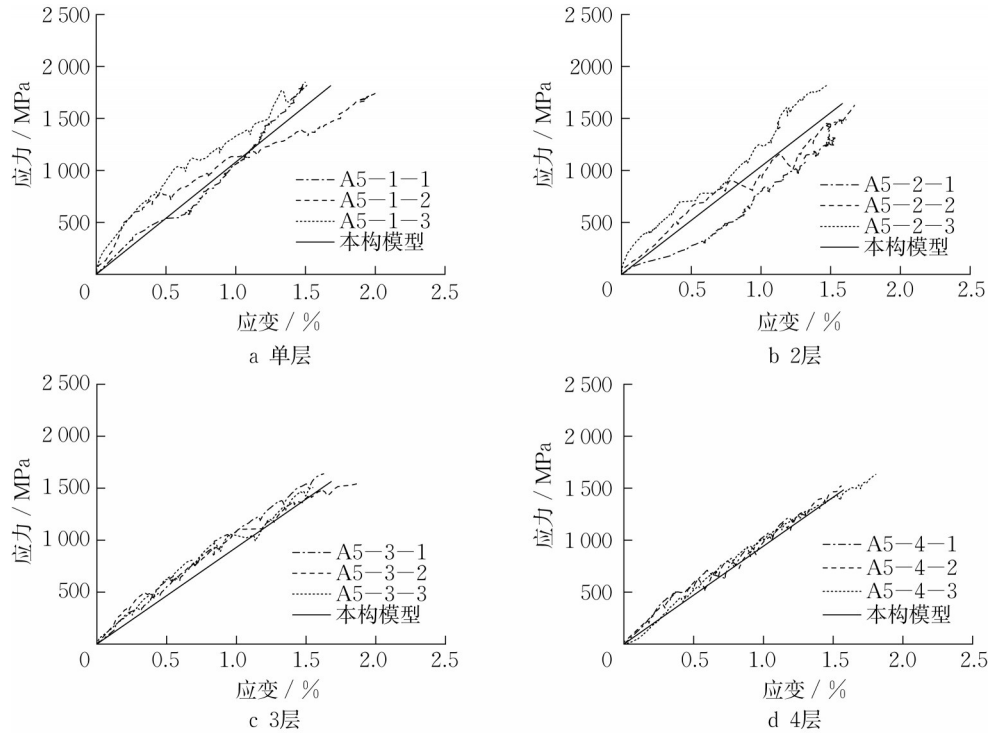 2 500
2 000
1 500
1 000
500
0
0.5
1.0
1.5
2.0
2.5
应力 / MPa
应变 / %
A5-1-1
A5-1-2
A5-1-3
本构模型
a 单层
2 500
2000
1 500
1 000
500
0
0.5
1.0
1.5
2.0
2.5
应力 / MPa
应变 / %
A5-2-1
A5-2-2
A5-2-3
本构模型
b 2层
2 500
2 000
1 500
1 000
500
0
0.5
1.0
1.5
2.0
2.5
应力 / MPa
应变 / %
A5-3-1
A5-3-2
A5-3-3
本构模型
c 3层
2 500
2 000
1 500
1 000
500
0
0.5
1.0
1.5
2.0
2.5
应力 / MPa
应变 / %
A5-4-1
A5-4-2
A5-4-3
本构模型
d 4层